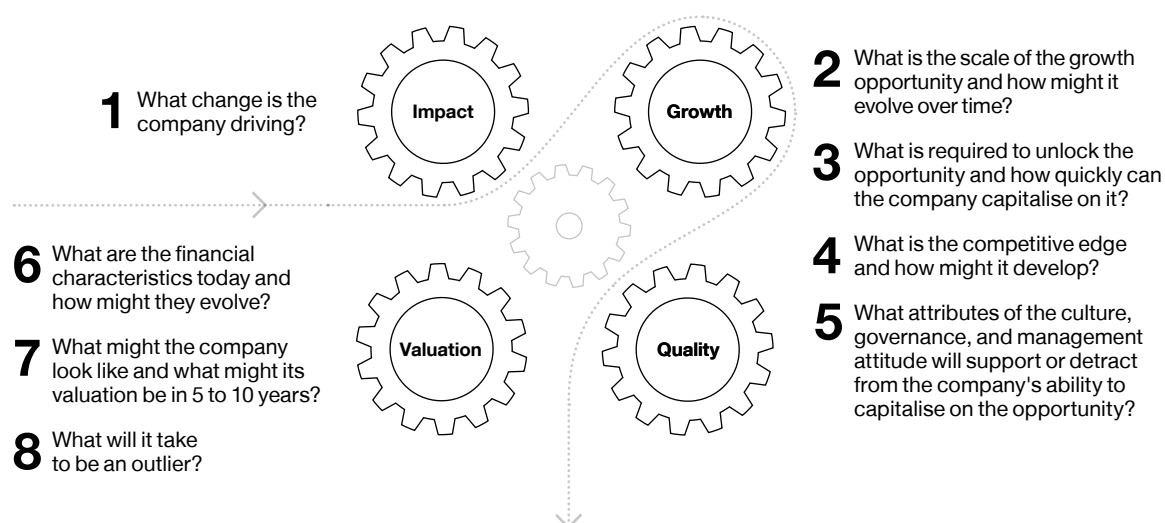 1
What change is the
company driving?
Impact
Growth
2
What is the scale of the growth
opportunity and how might it
evolve over time?
3
What is required to unlock the
opportunity and how quickly can
the company capitalise on it?
4
What is the competitive edge
and how might it develop?
5
What attributes of the culture,
governance, and management
attitude will support or detract
from the company's ability to
capitalise on the opportunity?
6
What are the financial
characteristics today and
how might they evolve?
7
What might the company
look like and what might its
valuation be in 5 to 10 years?
8
What will it take
to be an outlier?
Valuation
Quality